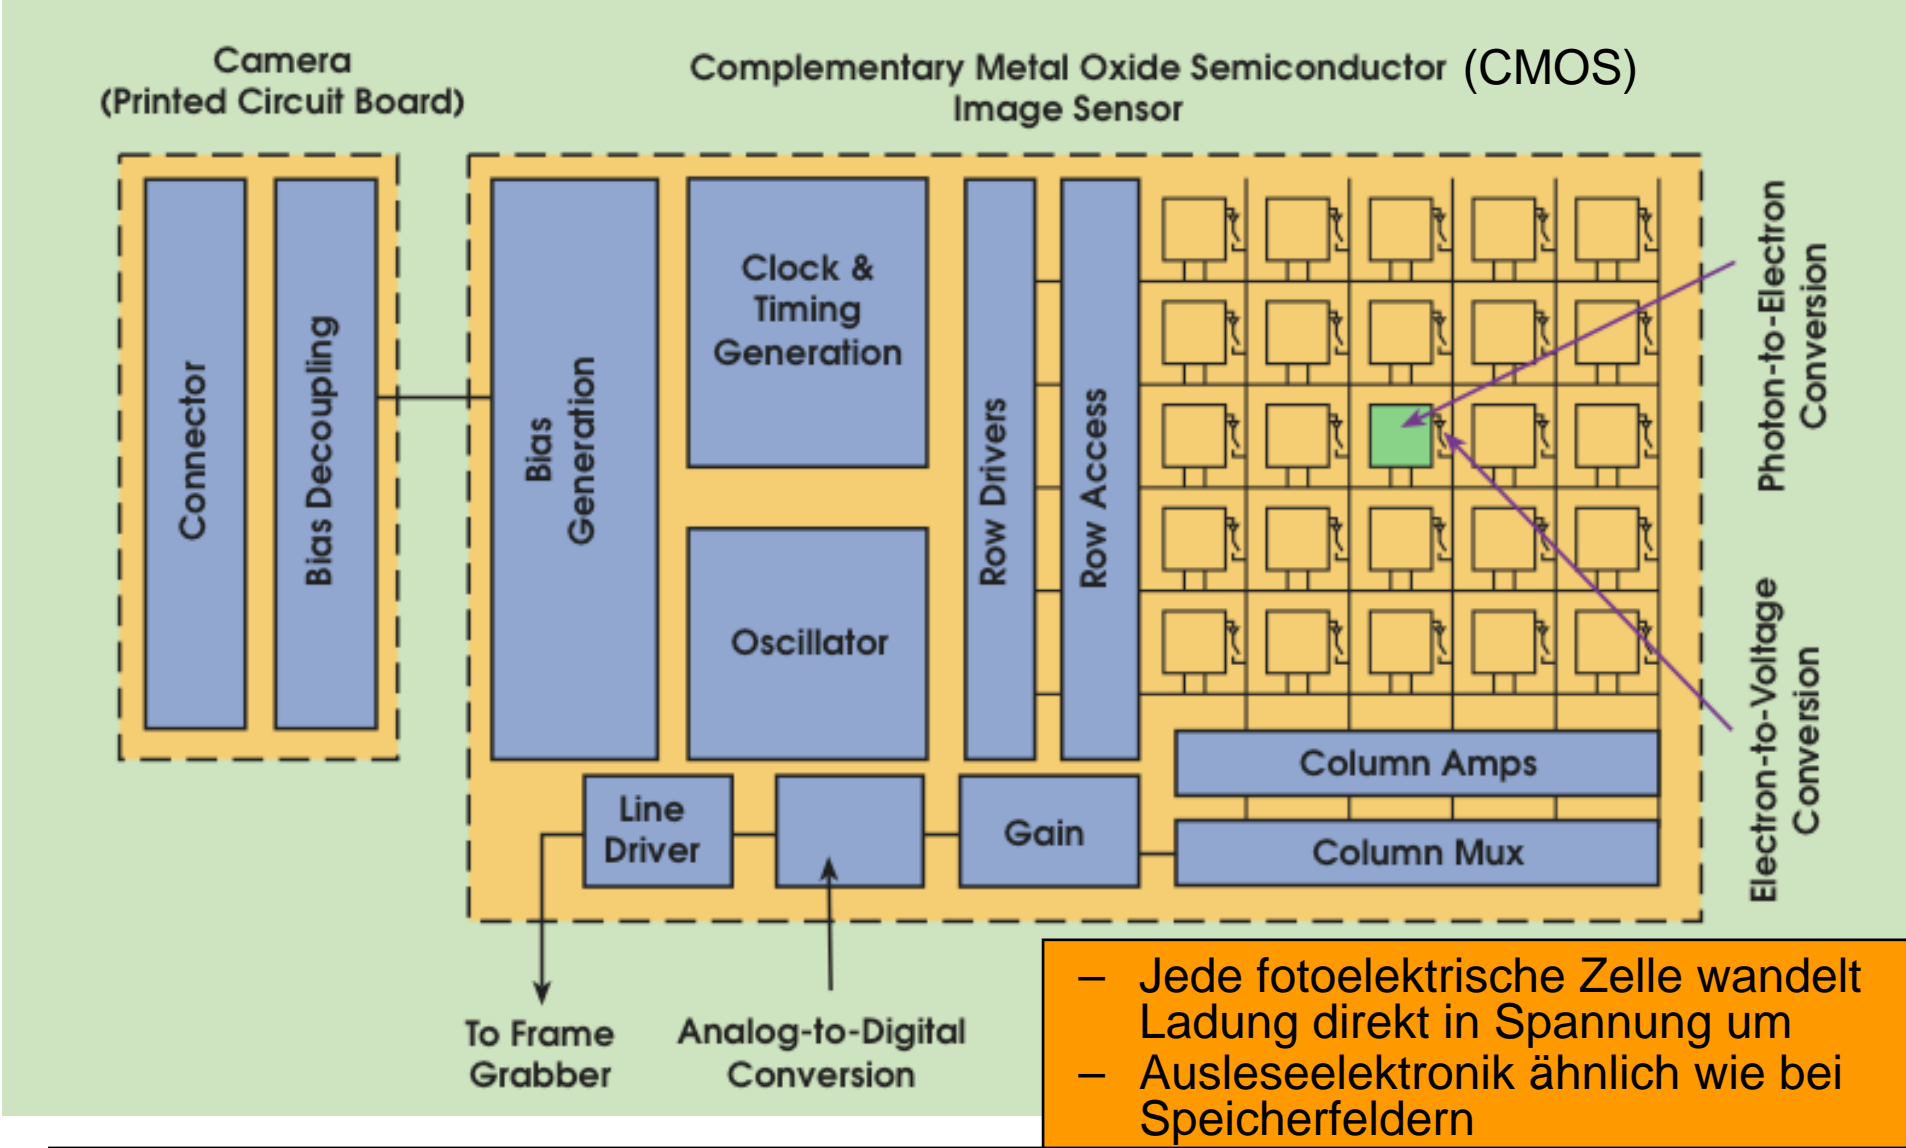 Camera
(Printed Circuit Board)
Complementary Metal Oxide Semiconductor (CMOS)
Image Sensor
Connector
Bias Decoupling
Bias
Generation
Clock &
Timing
Generation
Oscillator
Row Drivers
Row Access
Photon-to-Electron
Conversion
Electron-to-Voltage
Conversion
Column Amps
Column Mux
Gain
Line
Driver
To Frame
Grabber
Analog-to-Digital
Conversion
– Jede fotoelektrische Zelle wandelt
Ladung direkt in Spannung um
– Ausleseelektronik ähnlich wie bei
Speicherfeldern